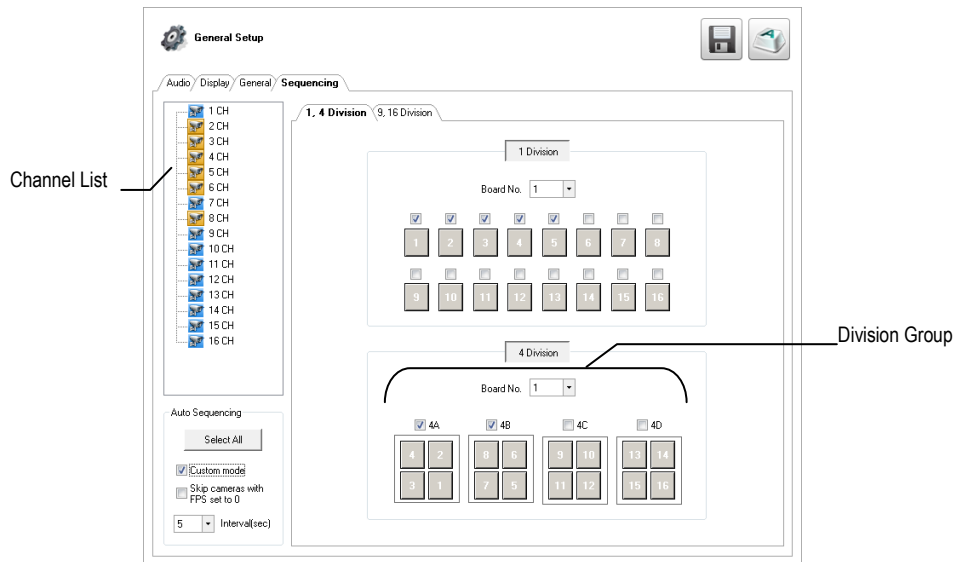 General Setup
Audio Display General Sequencing
1 CH
2 CH
3 CH
4 CH
5 CH
6 CH
7 CH
8 CH
9 CH
10 CH
11 CH
12 CH
13 CH
14 CH
15 CH
16 CH
Channel List
Auto Sequencing
Select All
Custom mode
Skip cameras with
FPS set to 0
5 Interval(sec)
1, 4 Division 9, 16 Division
1 Division
Board No. 1
1 2 3 4 5 6 7 8
9 10 11 12 13 14 15 16
4 Division
Board No. 1
4A 4B 4C 4D
4 2 8 6 9 10 13 14
3 1 7 5 11 12 15 16
Division Group